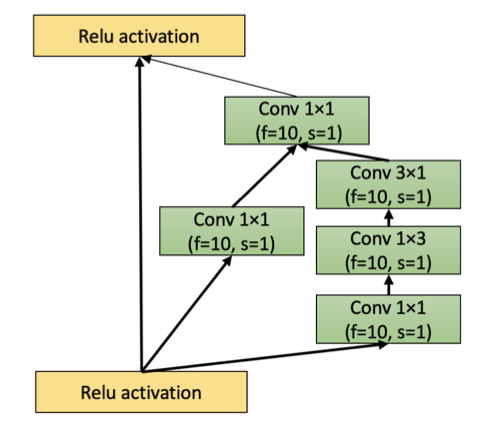 Relu activation
Conv 1×1
(f=10, s=1)
Conv 3×1
(f=10, s=1)
Conv 1×1
(f=10, s=1)
Conv 1×3
(f=10, s=1)
Conv 1×1
(f=10, s=1)
Relu activation